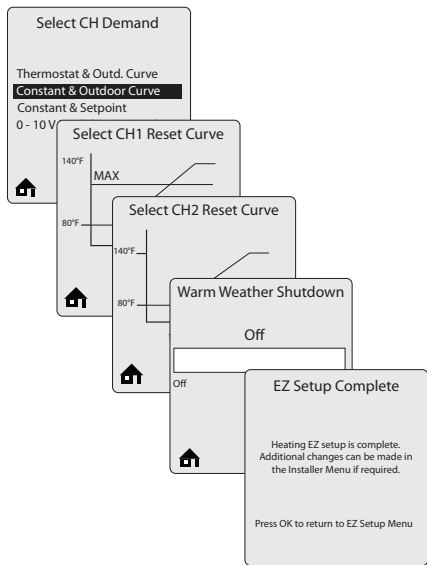 Select CH Demand
Thermostat & Outd. Curve
Constant & Outdoor Curve
Constant & Setpoint
0 - 10 V
Select CH1 Reset Curve
140°F
MAX
80°F
Select CH2 Reset Curve
140°F
80°F
Warm Weather Shutdown
Off
Off
EZ Setup Complete
Heating EZ setup is complete.
Additional changes can be made in
the Installer Menu if required.
Press OK to return to EZ Setup Menu